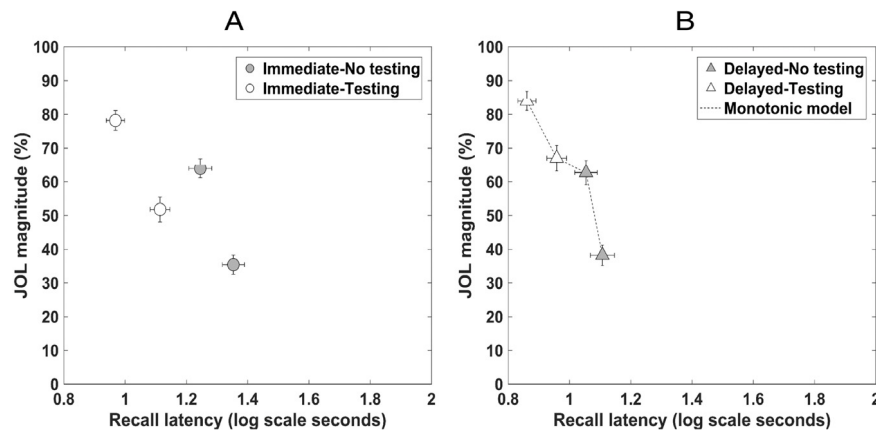 A
JOL magnitude (%)
100
90
80
70
60
50
40
30
20
10
0
Immediate-No testing
Immediate-Testing
0.8 1 1.2 1.4 1.6 1.8 2
Recall latency (log scale seconds)
B
JOL magnitude (%)
100
90
80
70
60
50
40
30
20
10
0
Delayed-No testing
Delayed-Testing
Monotonic model
0.8 1 1.2 1.4 1.6 1.8 2
Recall latency (log scale seconds)